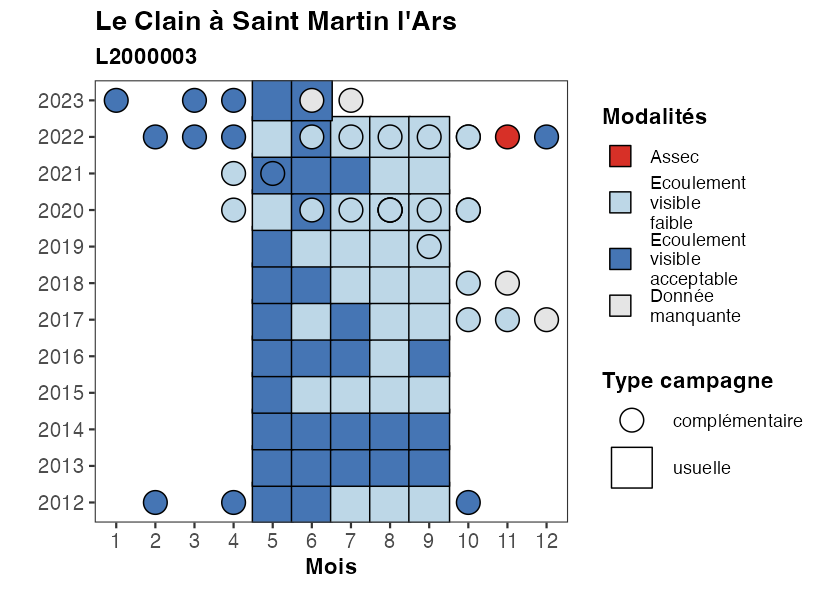 Le Clain à Saint Martin l'Ars
L2000003
2023
2022
2021
2020
2019
2018
2017
2016
2015
2014
2013
2012
1 2 3 4 5 6 7 8 9 10 11 12
Mois
Modalités
Assec
Ecoulement
visible
faible
Ecoulement
visible
acceptable
Donnée
manquante
Type campagne
complémentaire
usuelle